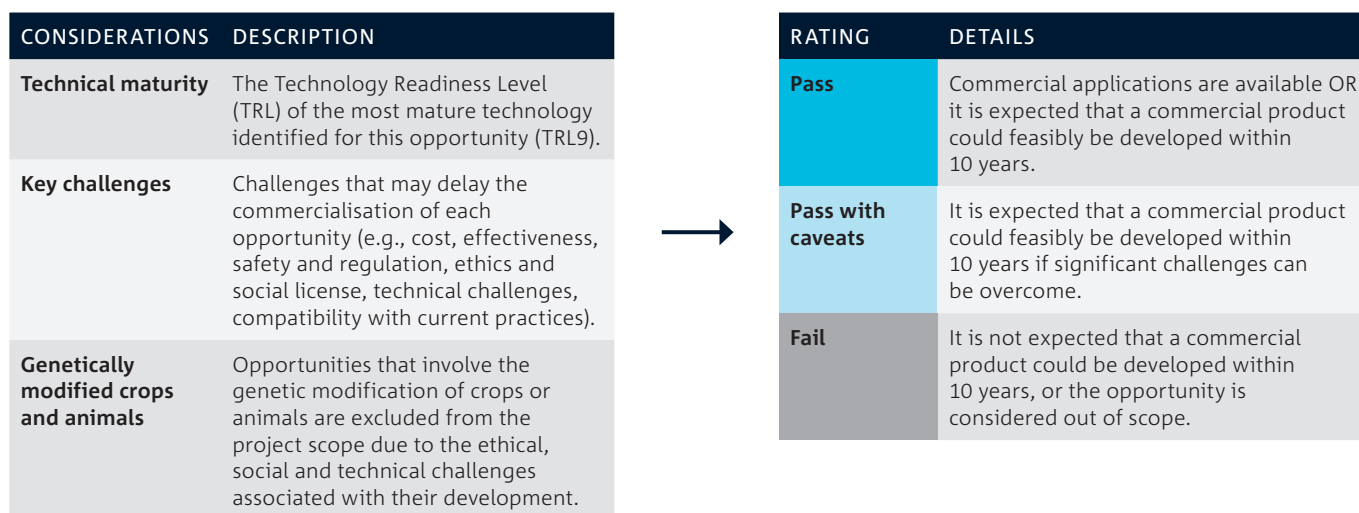 CONSIDERATIONS DESCRIPTION
Technical maturity The Technology Readiness Level
(TRL) of the most mature technology
identified for this opportunity (TRL9).
Key challenges Challenges that may delay the
commercialisation of each
opportunity (e.g., cost, effectiveness,
safety and regulation, ethics and
social license, technical challenges,
compatibility with current practices).
Genetically Opportunities that involve the
modified crops genetic modification of crops or
and animals animals are excluded from the
project scope due to the ethical,
social and technical challenges
associated with their development.
RATING DETAILS
Pass Commercial applications are available OR
it is expected that a commercial product
could feasibly be developed within
10 years.
Pass with It is expected that a commercial product
caveats could feasibly be developed within
10 years if significant challenges can
be overcome.
Fail It is not expected that a commercial
product could be developed within
10 years, or the opportunity is
considered out of scope.